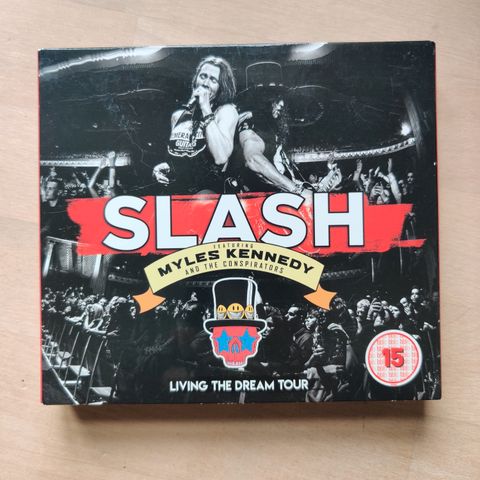 SLASH
FEATURING
MYLES KENNEDY
AND THE CONSPIRATORS
LIVING THE DREAM TOUR
15